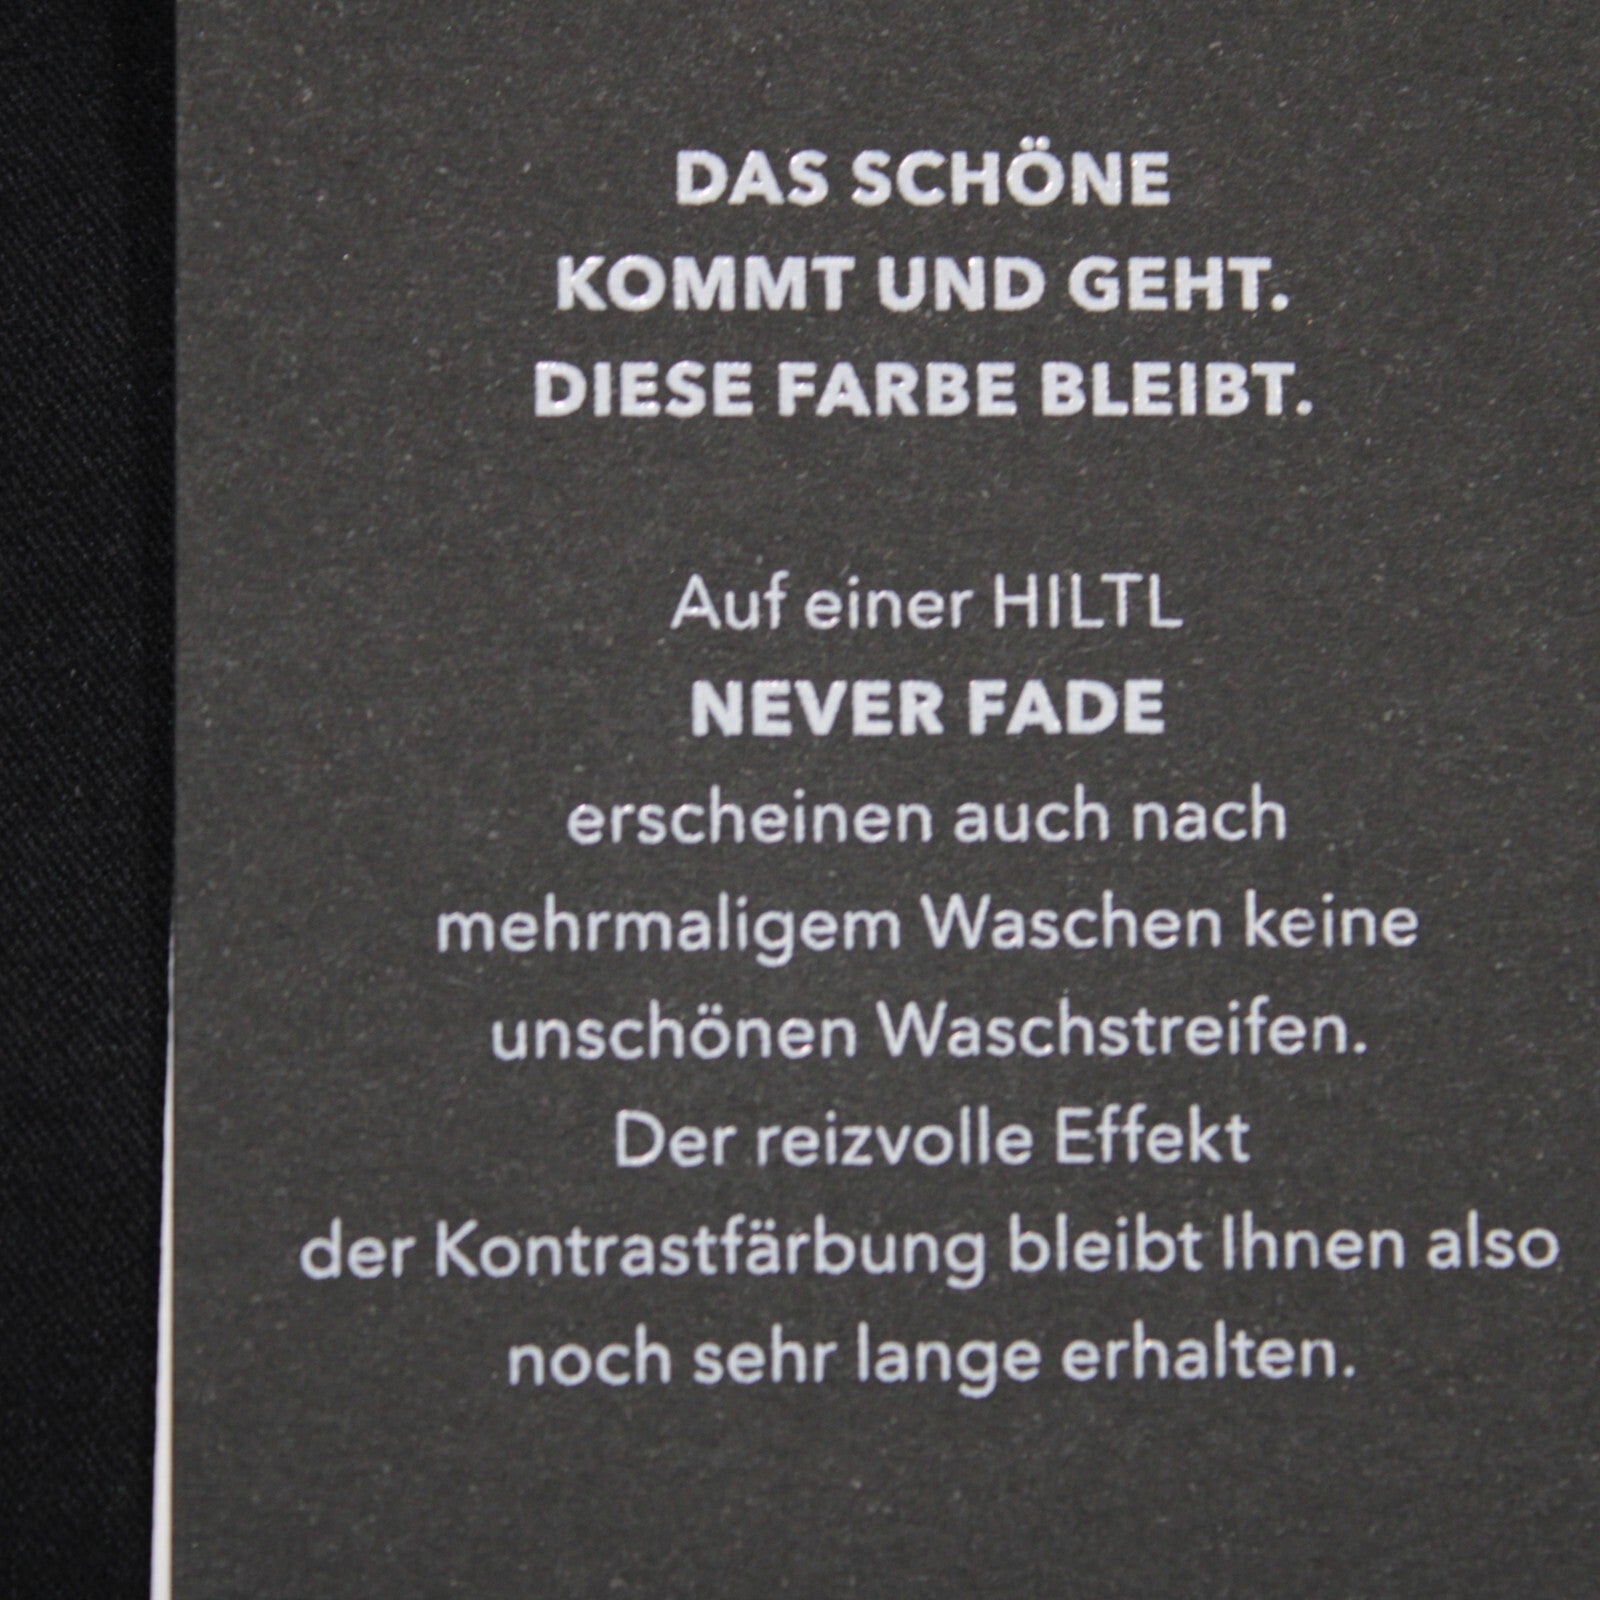 DAS SCHÖNE
KOMMT UND GEHT.
DIESE FARBE BLEIBT.
Auf einer HILTL
NEVER FADE
erscheinen auch nach
mehrmaligem Waschen keine
unschönen Waschstreifen.
Der reizvolle Effekt
der Kontrastfärbung bleibt Ihnen also
noch sehr lange erhalten.